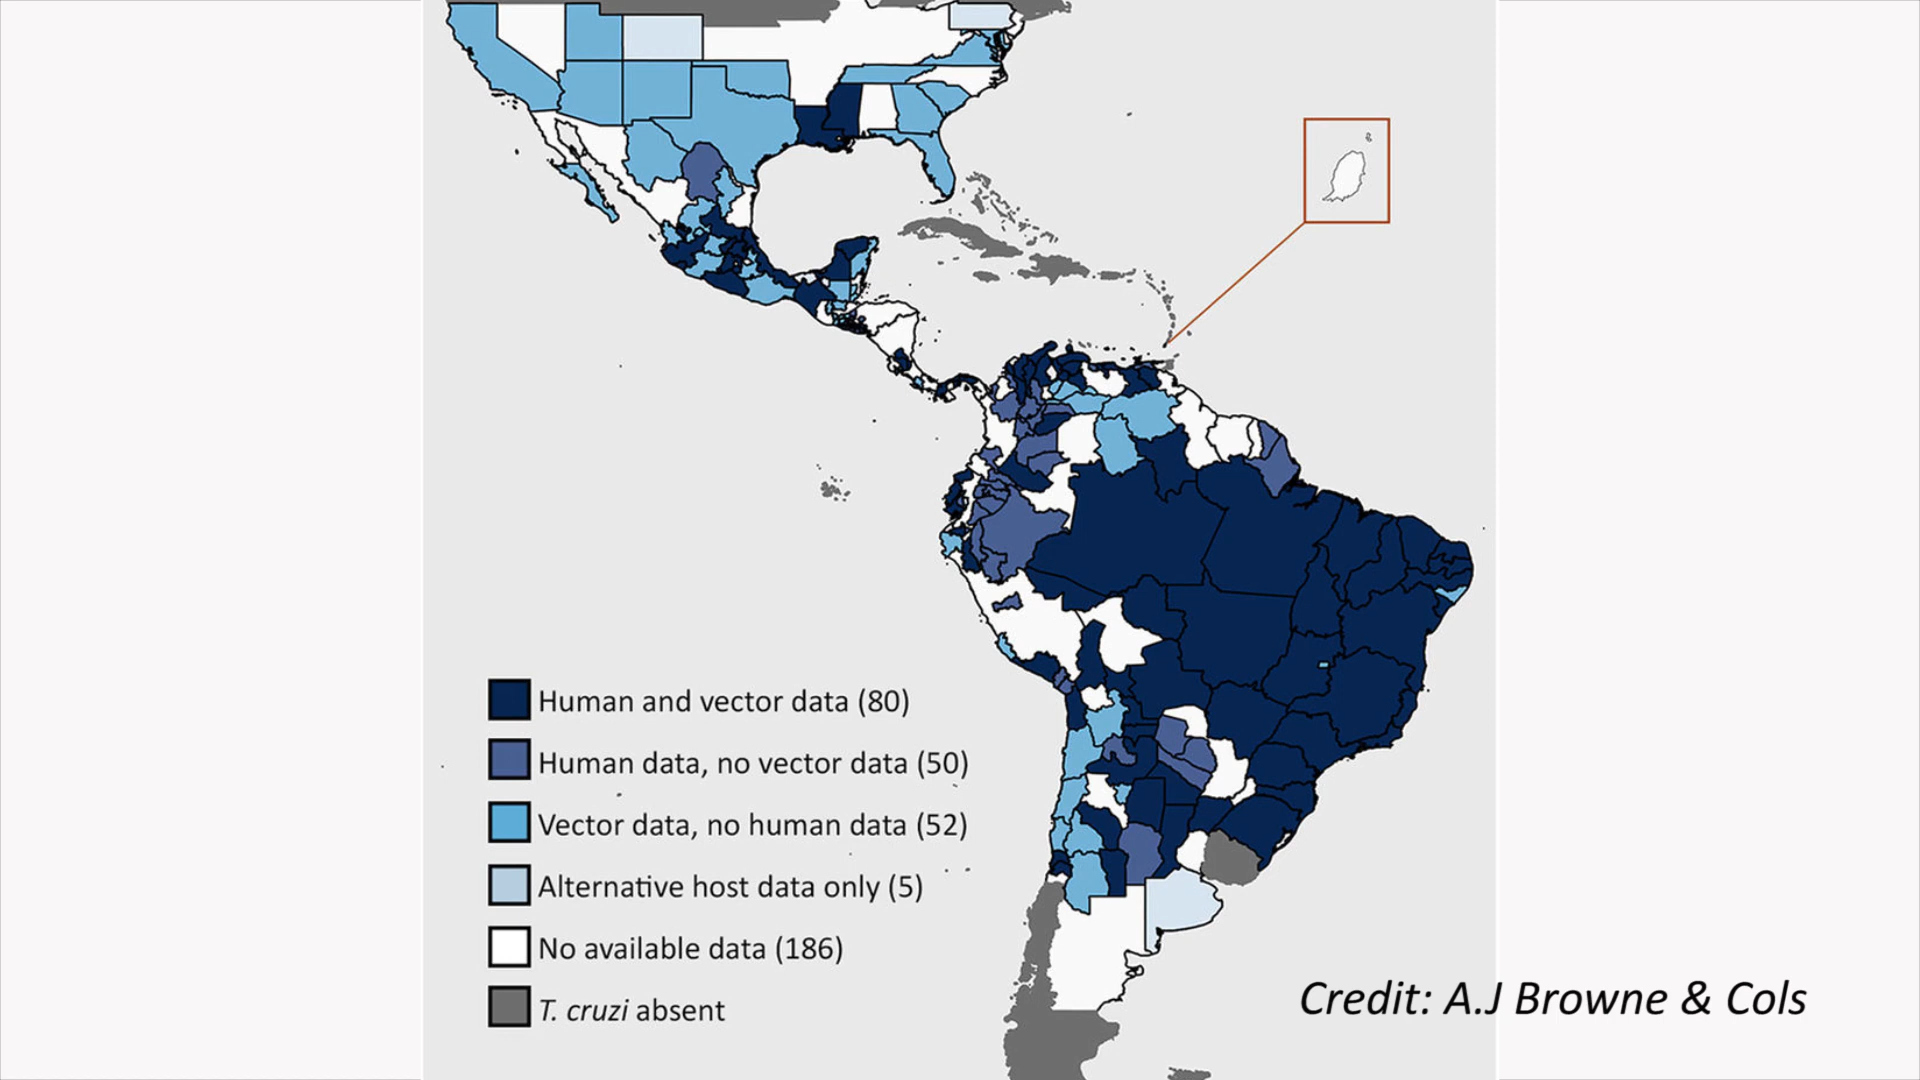 Human and vector data (80)
Human data, no vector data (50)
Vector data, no human data (52)
Alternative host data only (5)
No available data (186)
T. cruzi absent
Credit: A.J Browne & Cols